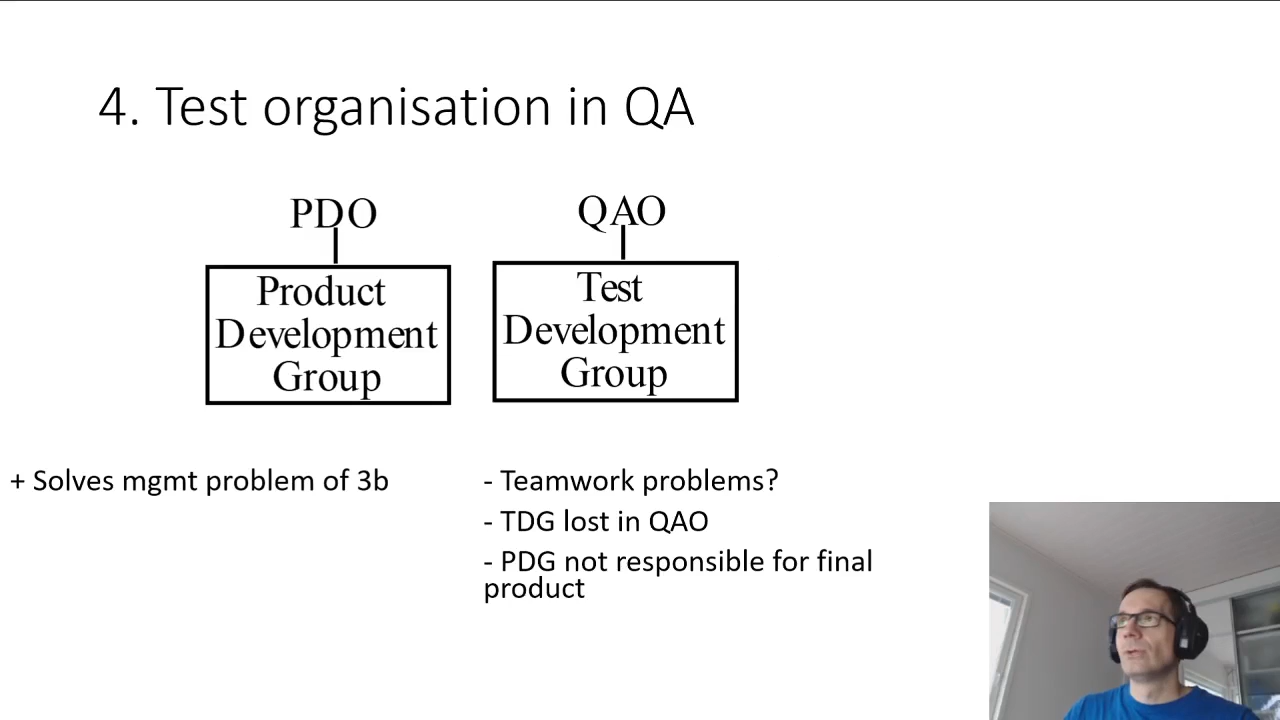 4. Test organisation in QA
PDO
Product
Development
Group
QAO
Test
Development
Group
+ Solves mgmt problem of 3b
- Teamwork problems?
- TDG lost in QAO
- PDG not responsible for final
product